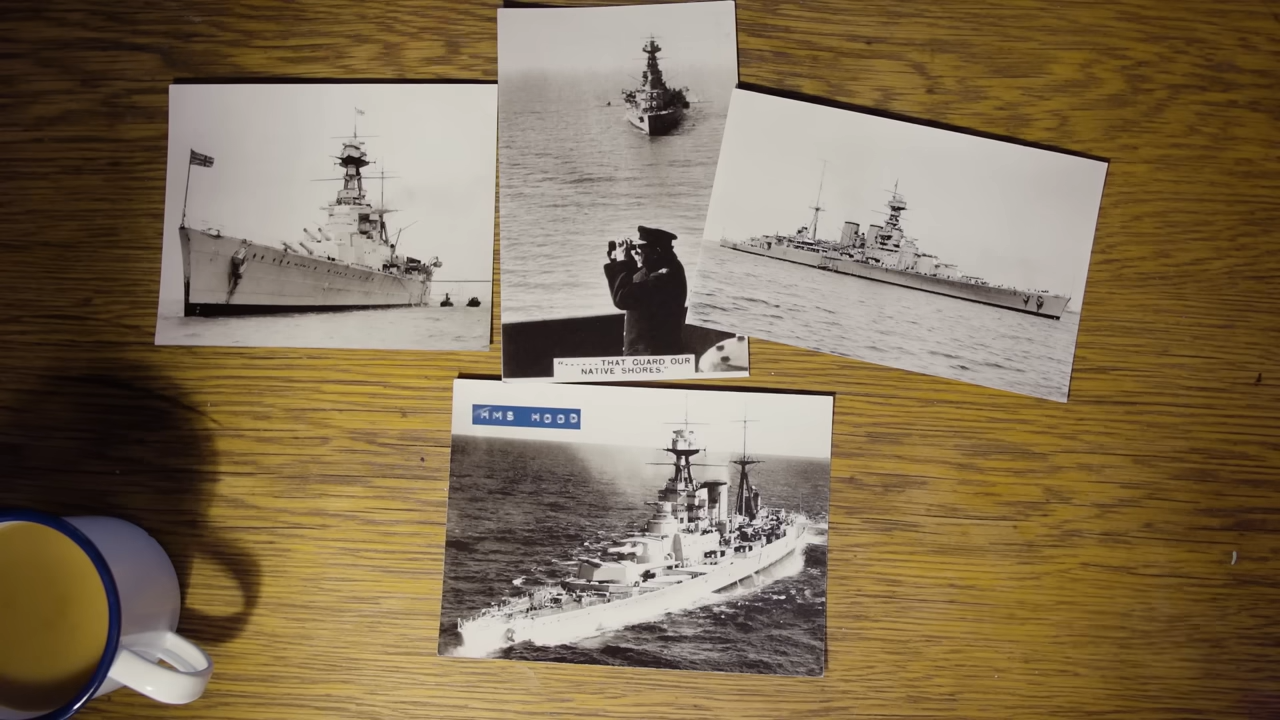 "------THAT GUARD OUR
NATIVE SHORES."
HMS HOOD